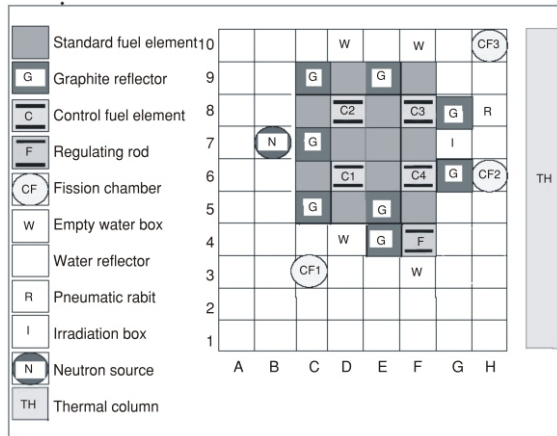 Standard fuel element
G Graphite reflector
C Control fuel element
F Regulating rod
CF Fission chamber
W Empty water box
Water reflector
R Pneumatic rabit
I Irradiation box
N Neutron source
TH Thermal column
10 W W CF3
9 G G
8 C2 C3 G R
7 N G I
6 C1 C4 G CF2
5 G G
4 W G F
3 CF1 W
2
1
A B C D E F G H
TH